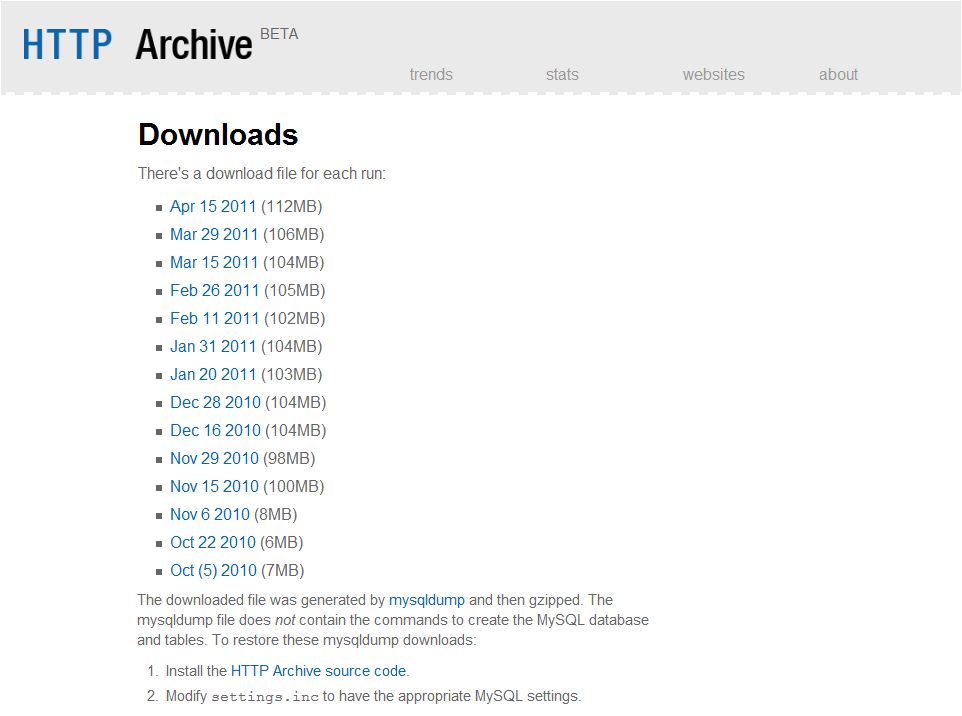 HTTP Archive BETA
trends stats websites about
Downloads
There's a download file for each run:
Apr 15 2011 (112MB)
Mar 29 2011 (106MB)
Mar 15 2011 (104MB)
Feb 26 2011 (105MB)
Feb 11 2011 (102MB)
Jan 31 2011 (104MB)
Jan 20 2011 (103MB)
Dec 28 2010 (104MB)
Dec 16 2010 (104MB)
Nov 29 2010 (98MB)
Nov 15 2010 (100MB)
Nov 6 2010 (8MB)
Oct 22 2010 (6MB)
Oct (5) 2010 (7MB)
The downloaded file was generated by mysqldump and then gzipped. The
mysqldump file does not contain the commands to create the MySQL database
and tables. To restore these mysqldump downloads:
1. Install the HTTP Archive source code.
2. Modify settings.inc to have the appropriate MySQL settings.